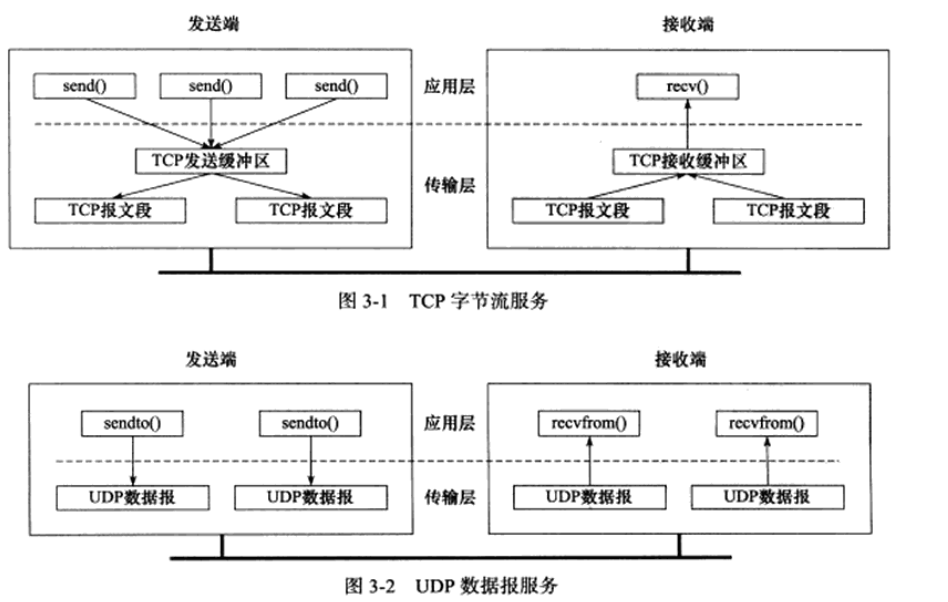 发送端 接收端
send() send() send() 应用层 recv()
TCP发送缓冲区 TCP接收缓冲区
传输层
TCP报文段 TCP报文段 TCP报文段 TCP报文段
图 3-1 TCP 字节流服务
发送端 接收端
sendto() sendto() 应用层 recvfrom() recvfrom()
UDP数据报 UDP数据报 传输层 UDP数据报 UDP数据报
图 3-2 UDP 数据报服务